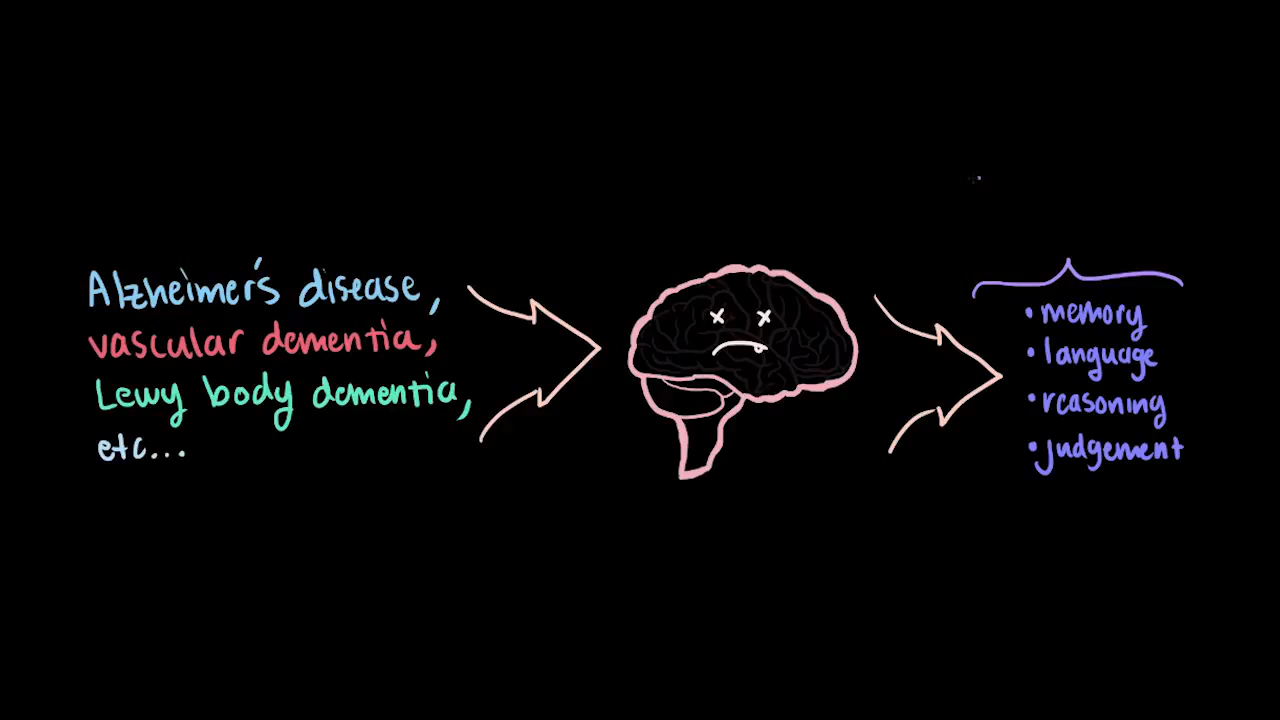 Alzheimer's disease,
vascular dementia,
Lewy body dementia,
etc...
• memory
• language
• reasoning
• judgement